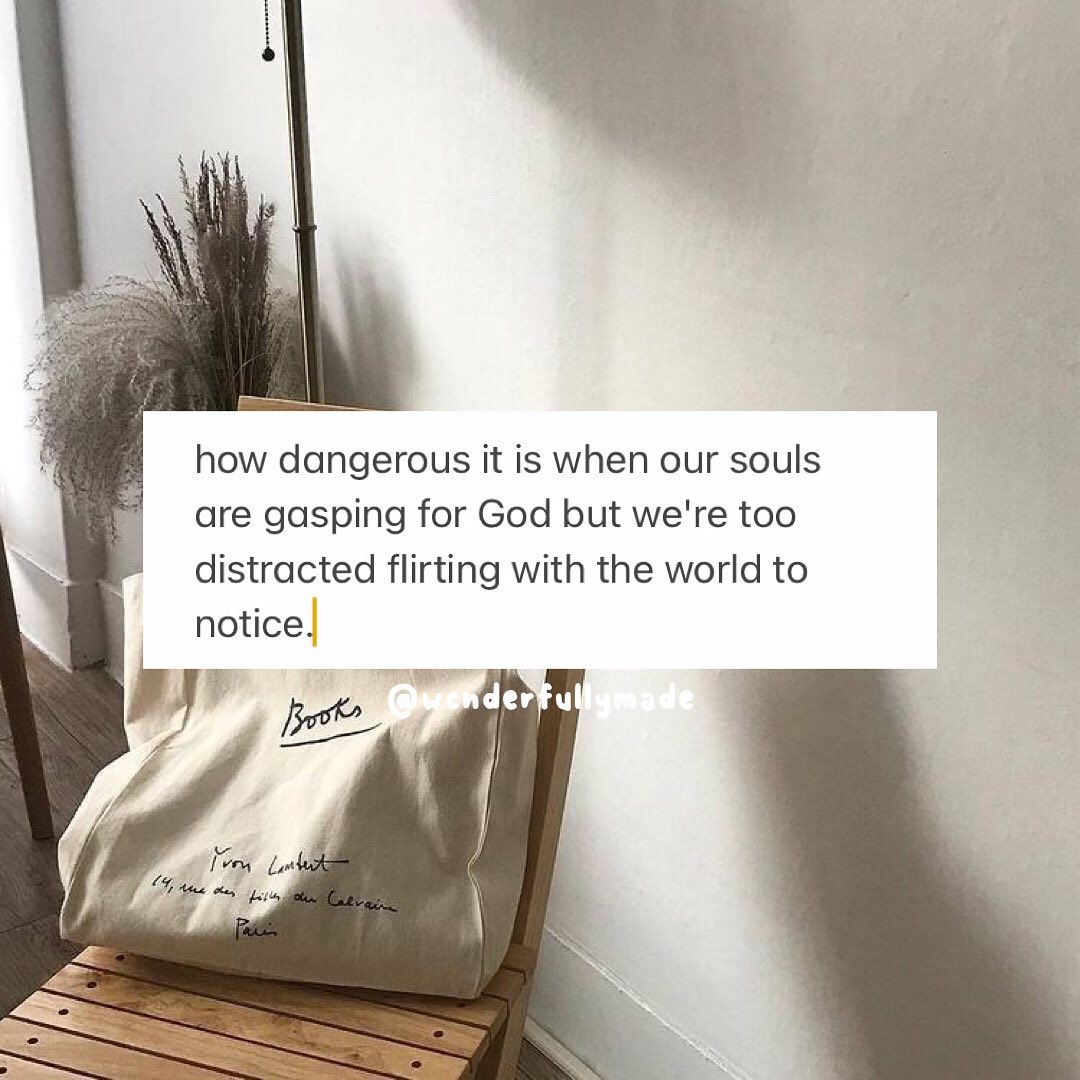 how dangerous it is when our souls
are gasping for God but we're too
distracted flirting with the world to
notice.
@wonderfullymade
Books
Yvon Lambert
14, rue des filles du Calvaire
Paris